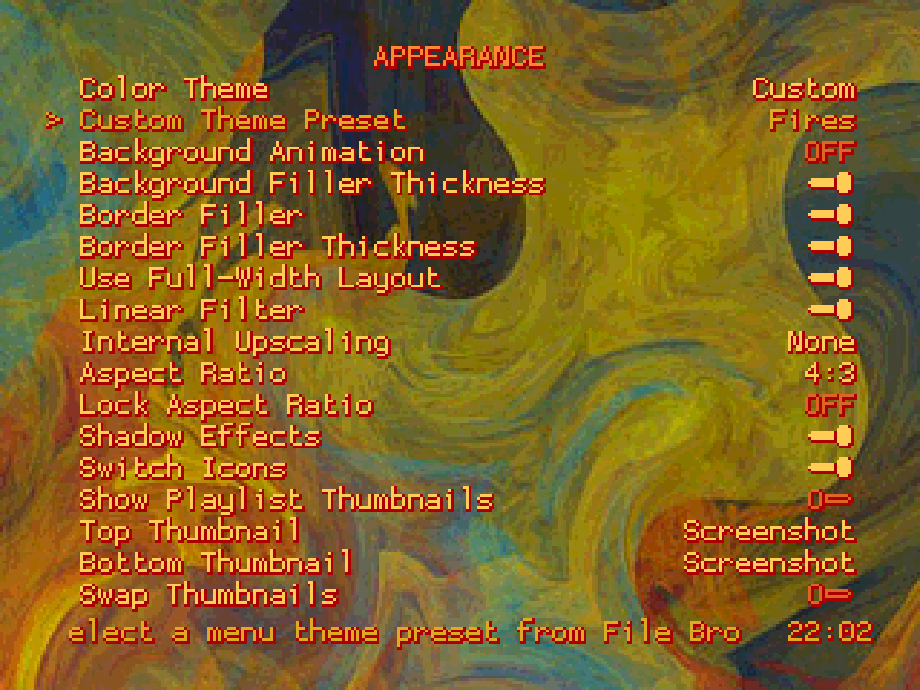 APPEARANCE
Color Theme Custom
> Custom Theme Preset Fires
Background Animation OFF
Background Filler Thickness
Border Filler
Border Filler Thickness
Use Full-Width Layout
Linear Filter
Internal Upscaling None
Aspect Ratio 4:3
Lock Aspect Ratio OFF
Shadow Effects
Switch Icons
Show Playlist Thumbnails
Top Thumbnail Screenshot
Bottom Thumbnail Screenshot
Swap Thumbnails
elect a menu theme preset from File Bro 22:02